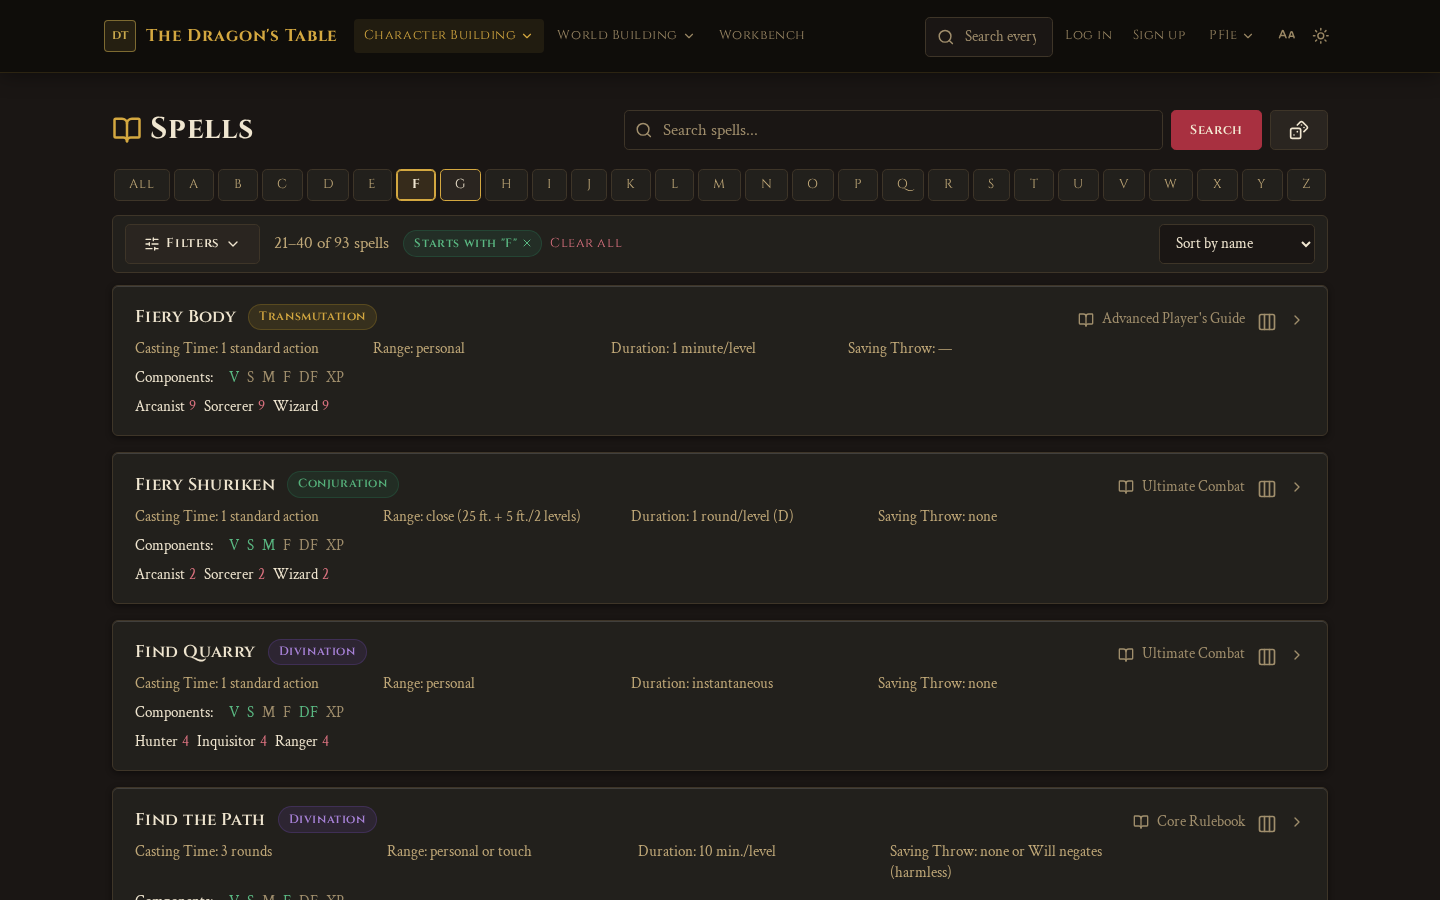 DT The Dragon's Table Character Building World Building Workbench Search every Log in Sign up PF1e Aa
Spells Search spells... Search
All A B C D E F G H I J K L M N O P Q R S T U V W X Y Z
Filters 21–40 of 93 spells Starts with "F" × Clear all Sort by name
Fiery Body Transmutation Advanced Player's Guide
Casting Time: 1 standard action Range: personal Duration: 1 minute/level Saving Throw: —
Components: V S M F DF XP
Arcanist 9 Sorcerer 9 Wizard 9
Fiery Shuriken Conjuration Ultimate Combat
Casting Time: 1 standard action Range: close (25 ft. + 5 ft./2 levels) Duration: 1 round/level (D) Saving Throw: none
Components: V S M F DF XP
Arcanist 2 Sorcerer 2 Wizard 2
Find Quarry Divination Ultimate Combat
Casting Time: 1 standard action Range: personal Duration: instantaneous Saving Throw: none
Components: V S M F DF XP
Hunter 4 Inquisitor 4 Ranger 4
Find the Path Divination Core Rulebook
Casting Time: 3 rounds Range: personal or touch Duration: 10 min./level Saving Throw: none or Will negates
(harmless)
Components: V S M F DF XP